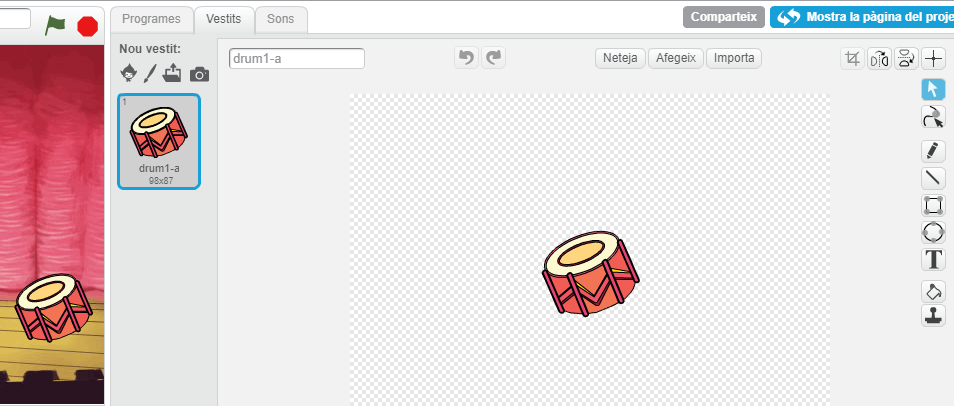 Programes
Vestits
Sons
Comparteix
Mostra la pàgina del proje
Nou vestit:
drum1-a
Neteja
Afegeix
Importa
1
drum1-a
98x87
T